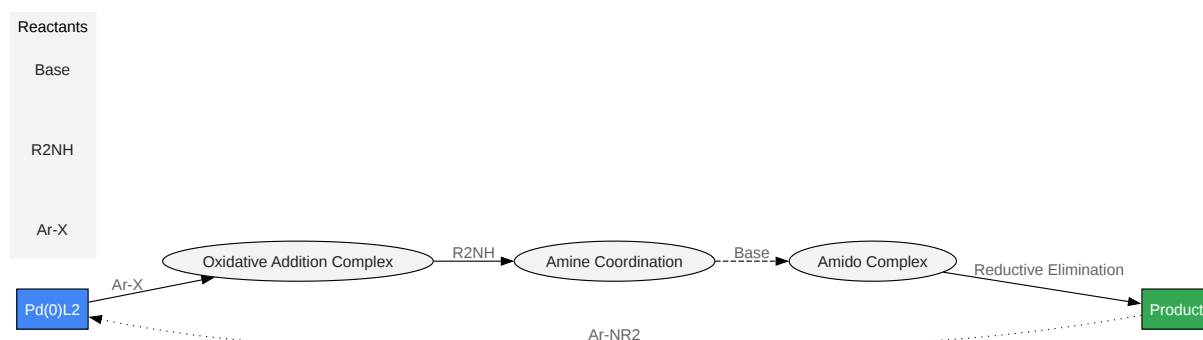 Reactants
Base
R2NH
Ar-X
Oxidative Addition Complex
R2NH
Amine Coordination
Base
Amido Complex
Reductive Elimination
Ar-X
Pd(0)L2
Product
Ar-NR2